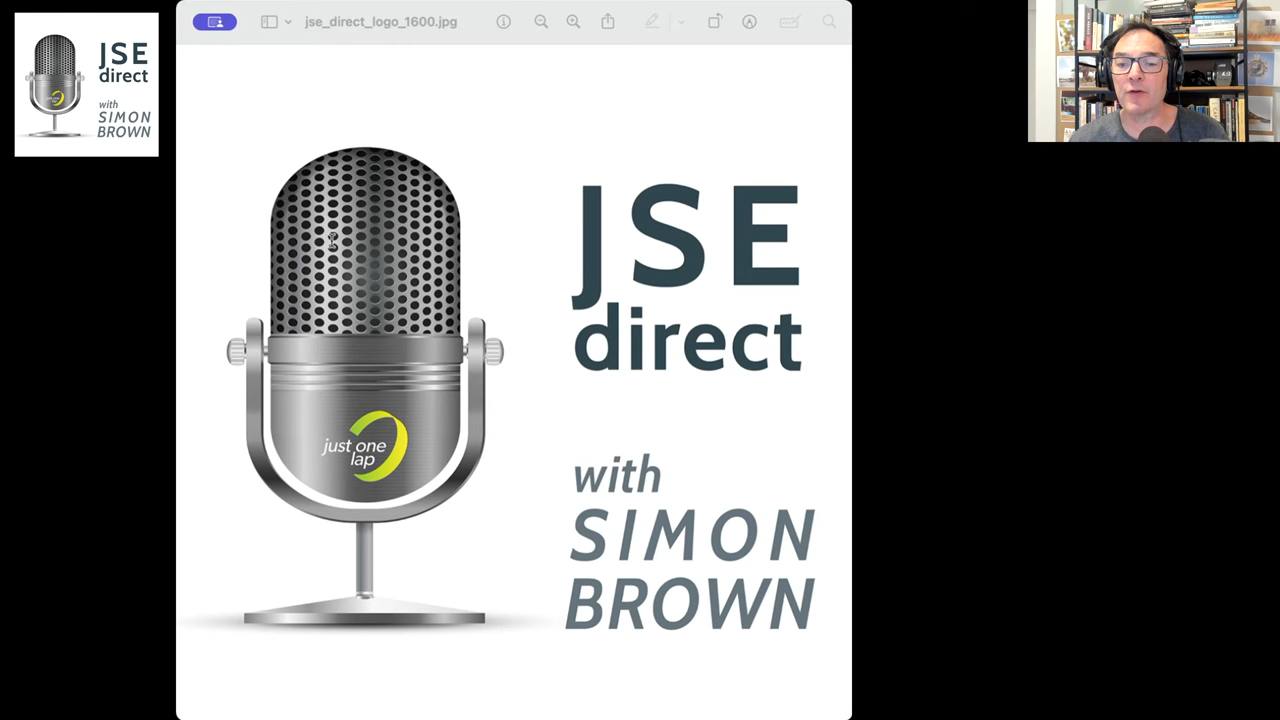 JSE
direct
with
SIMON
BROWN
jse_direct_logo_1600.jpg
JSE
direct
just one
lap
with
SIMON
BROWN